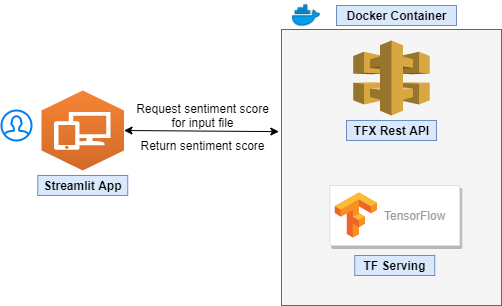 Docker Container
TFX Rest API
Request sentiment score
for input file
Return sentiment score
Streamlit App
TensorFlow
TF Serving